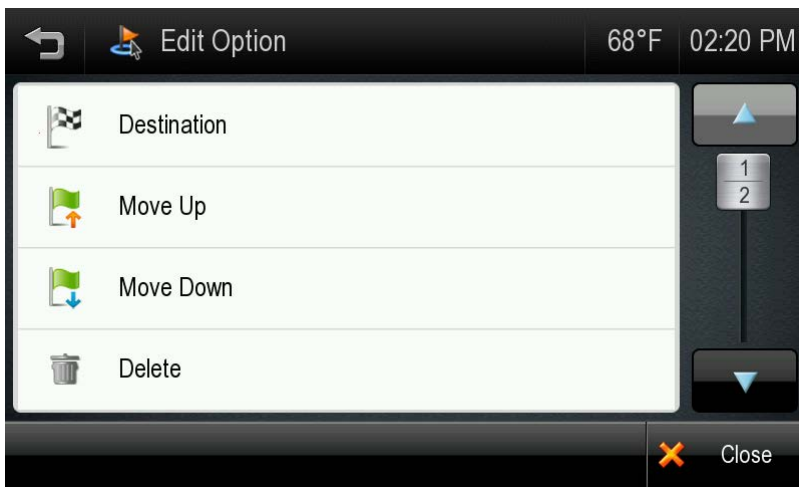 Edit Option 68°F 02:20 PM
Destination
1
2
Move Up
Move Down
Delete
Close